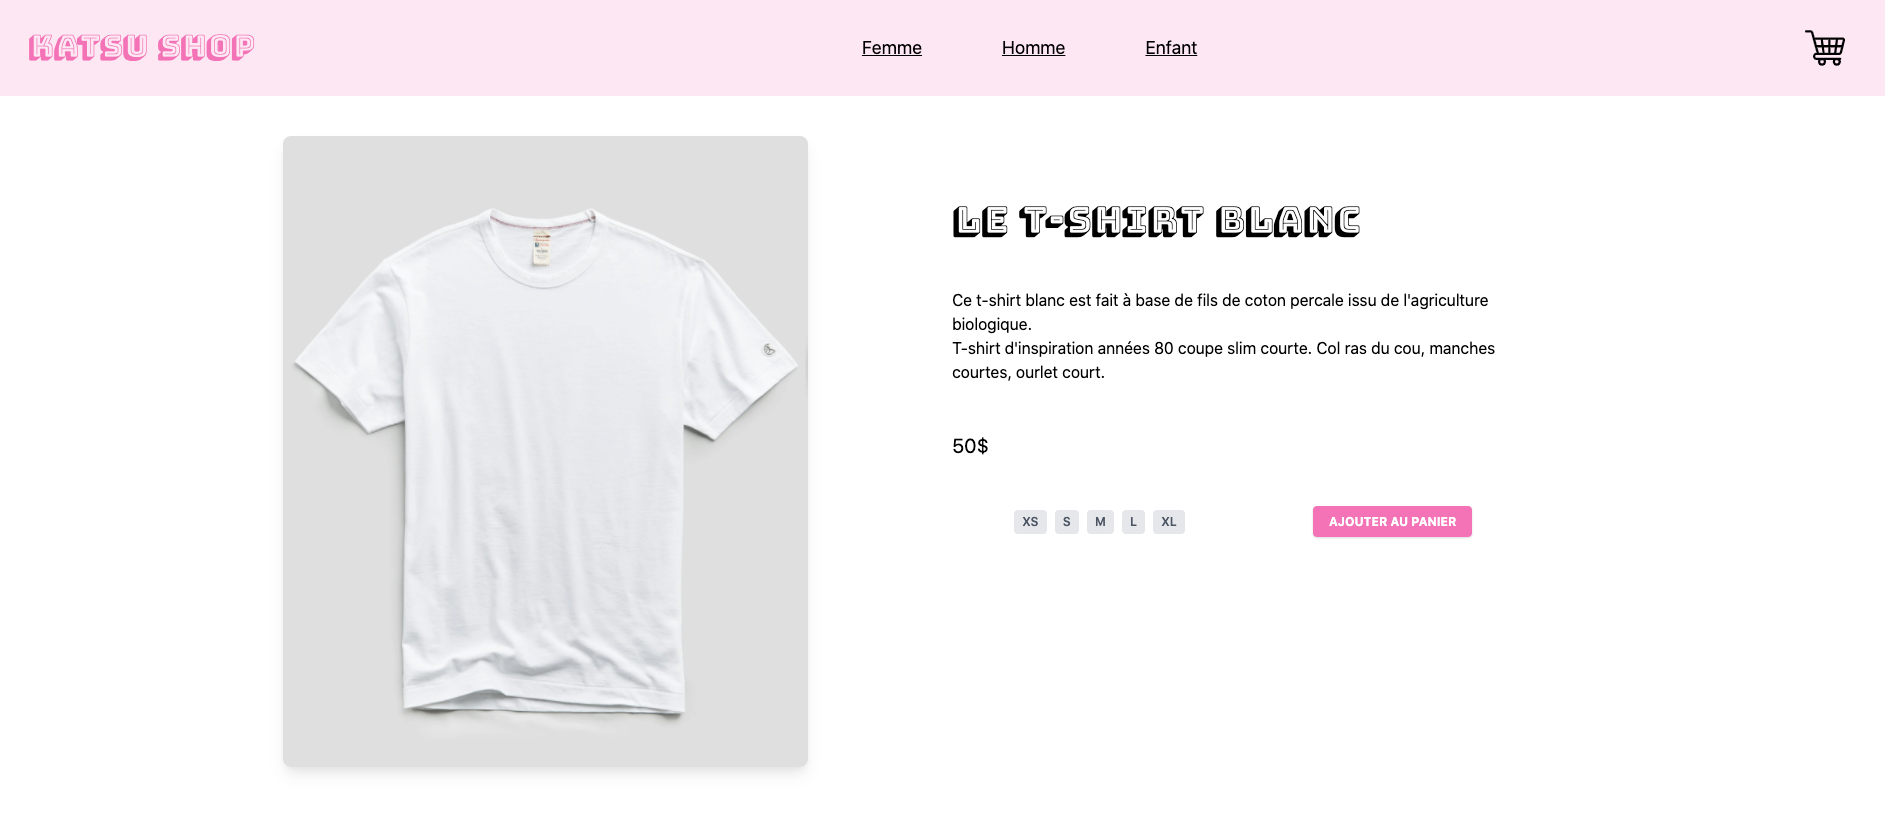 KATSU SHOP
Femme
Homme
Enfant
LE T-SHIRT BLANC
Ce t-shirt blanc est fait à base de fils de coton percale issu de l'agriculture
biologique.
T-shirt d'inspiration années 80 coupe slim courte. Col ras du cou, manches
courtes, ourlet court.
50$
XS
S
M
L
XL
AJOUTER AU PANIER